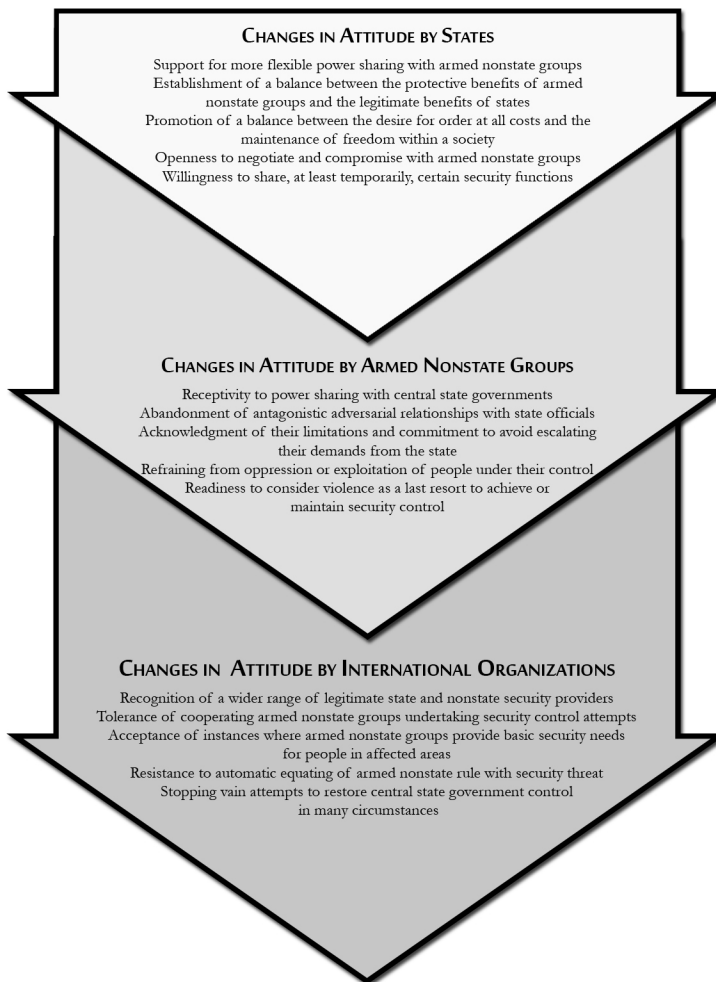 Changes in Attitude by States
Support for more flexible power sharing with armed nonstate groups
Establishment of a balance between the protective benefits of armed
nonstate groups and the legitimate benefits of states
Promotion of a balance between the desire for order at all costs and the
maintenance of freedom within a society
Openness to negotiate and compromise with armed nonstate groups
Willingness to share, at least temporarily, certain security functions
Changes in Attitude by Armed Nonstate Groups
Receptivity to power sharing with central state governments
Abandonment of antagonistic adversarial relationships with state officials
Acknowledgment of their limitations and commitment to avoid escalating
their demands from the state
Refraining from oppression or exploitation of people under their control
Readiness to consider violence as a last resort to achieve or
maintain security control
Changes in Attitude by International Organizations
Recognition of a wider range of legitimate state and nonstate security providers
Tolerance of cooperating armed nonstate groups undertaking security control attempts
Acceptance of instances where armed nonstate groups provide basic security needs
for people in affected areas
Resistance to automatic equating of armed nonstate rule with security threat
Stopping vain attempts to restore central state government control
in many circumstances